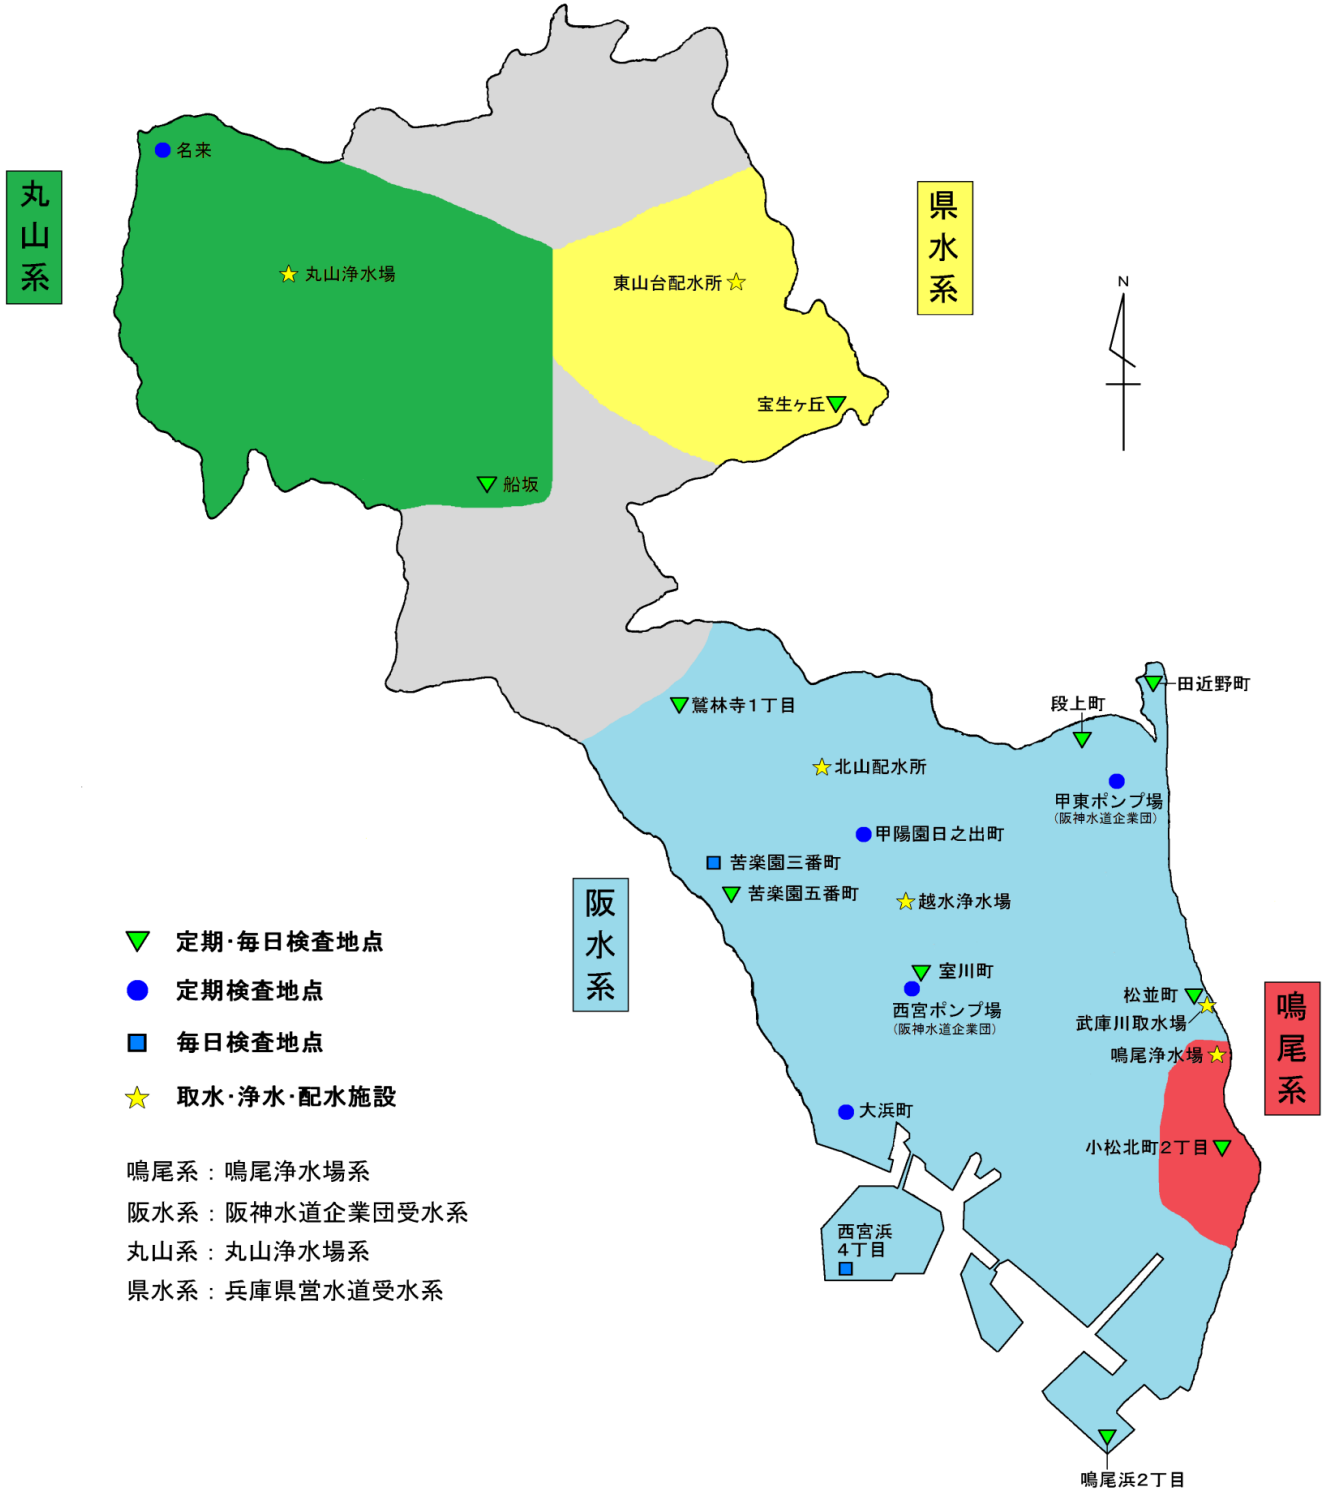 名来
丸山系
県水系
丸山浄水場
東山台配水所
N
宝生ヶ丘
船坂
田近野町
段上町
鷲林寺1丁目
北山配水所
甲東ポンプ場
(阪神水道企業団)
甲陽園日之出町
苦楽園三番町
苦楽園五番町
阪水系
越水浄水場
定期・毎日検査地点
室川町
定期検査地点
西宮ポンプ場
(阪神水道企業団)
松並町
武庫川取水場
鳴尾系
毎日検査地点
鳴尾浄水場
取水・浄水・配水施設
大浜町
小松北町2丁目
鳴尾系:鳴尾浄水場系
阪水系:阪神水道企業団受水系
西宮浜
4丁目
丸山系:丸山浄水場系
県水系:兵庫県営水道受水系
鳴尾浜2丁目